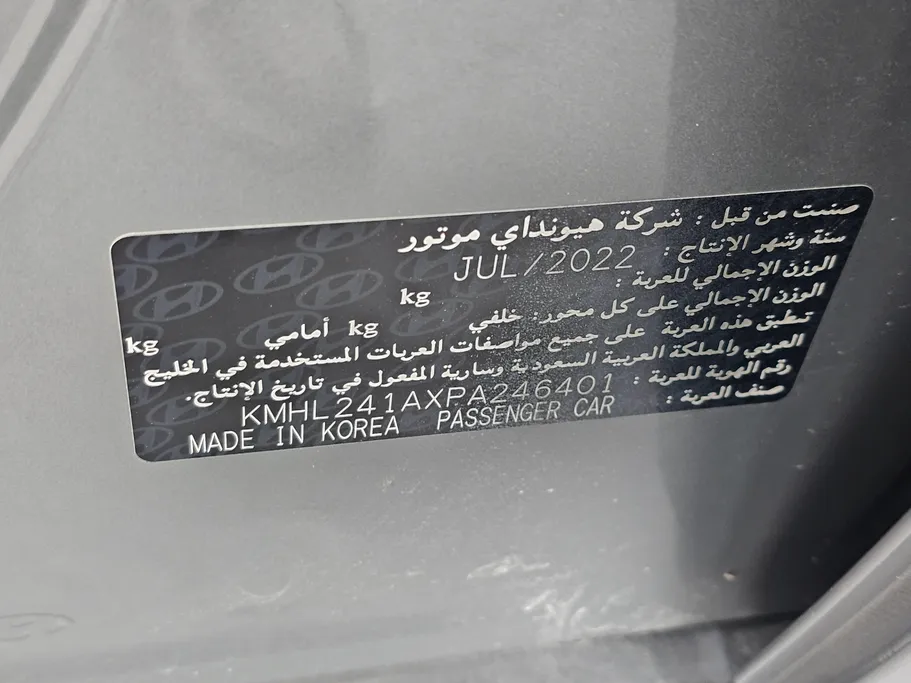 صنعت من قبل : شركة هيونداي موتور
سنة وشهر الإنتاج : JUL/2022
الوزن الإجمالي للعربة : kg
الوزن الإجمالي على كل محور: خلفي kg أمامي kg
تنطبق هذه العربة على جميع مواصفات العربات المستخدمة في الخليج
العربي والمملكة العربية السعودية وسارية المفعول في تاريخ الإنتاج.
رقم الهوية للعربة : KMHL241AXPA246401
صنف العربة : PASSENGER CAR MADE IN KOREA